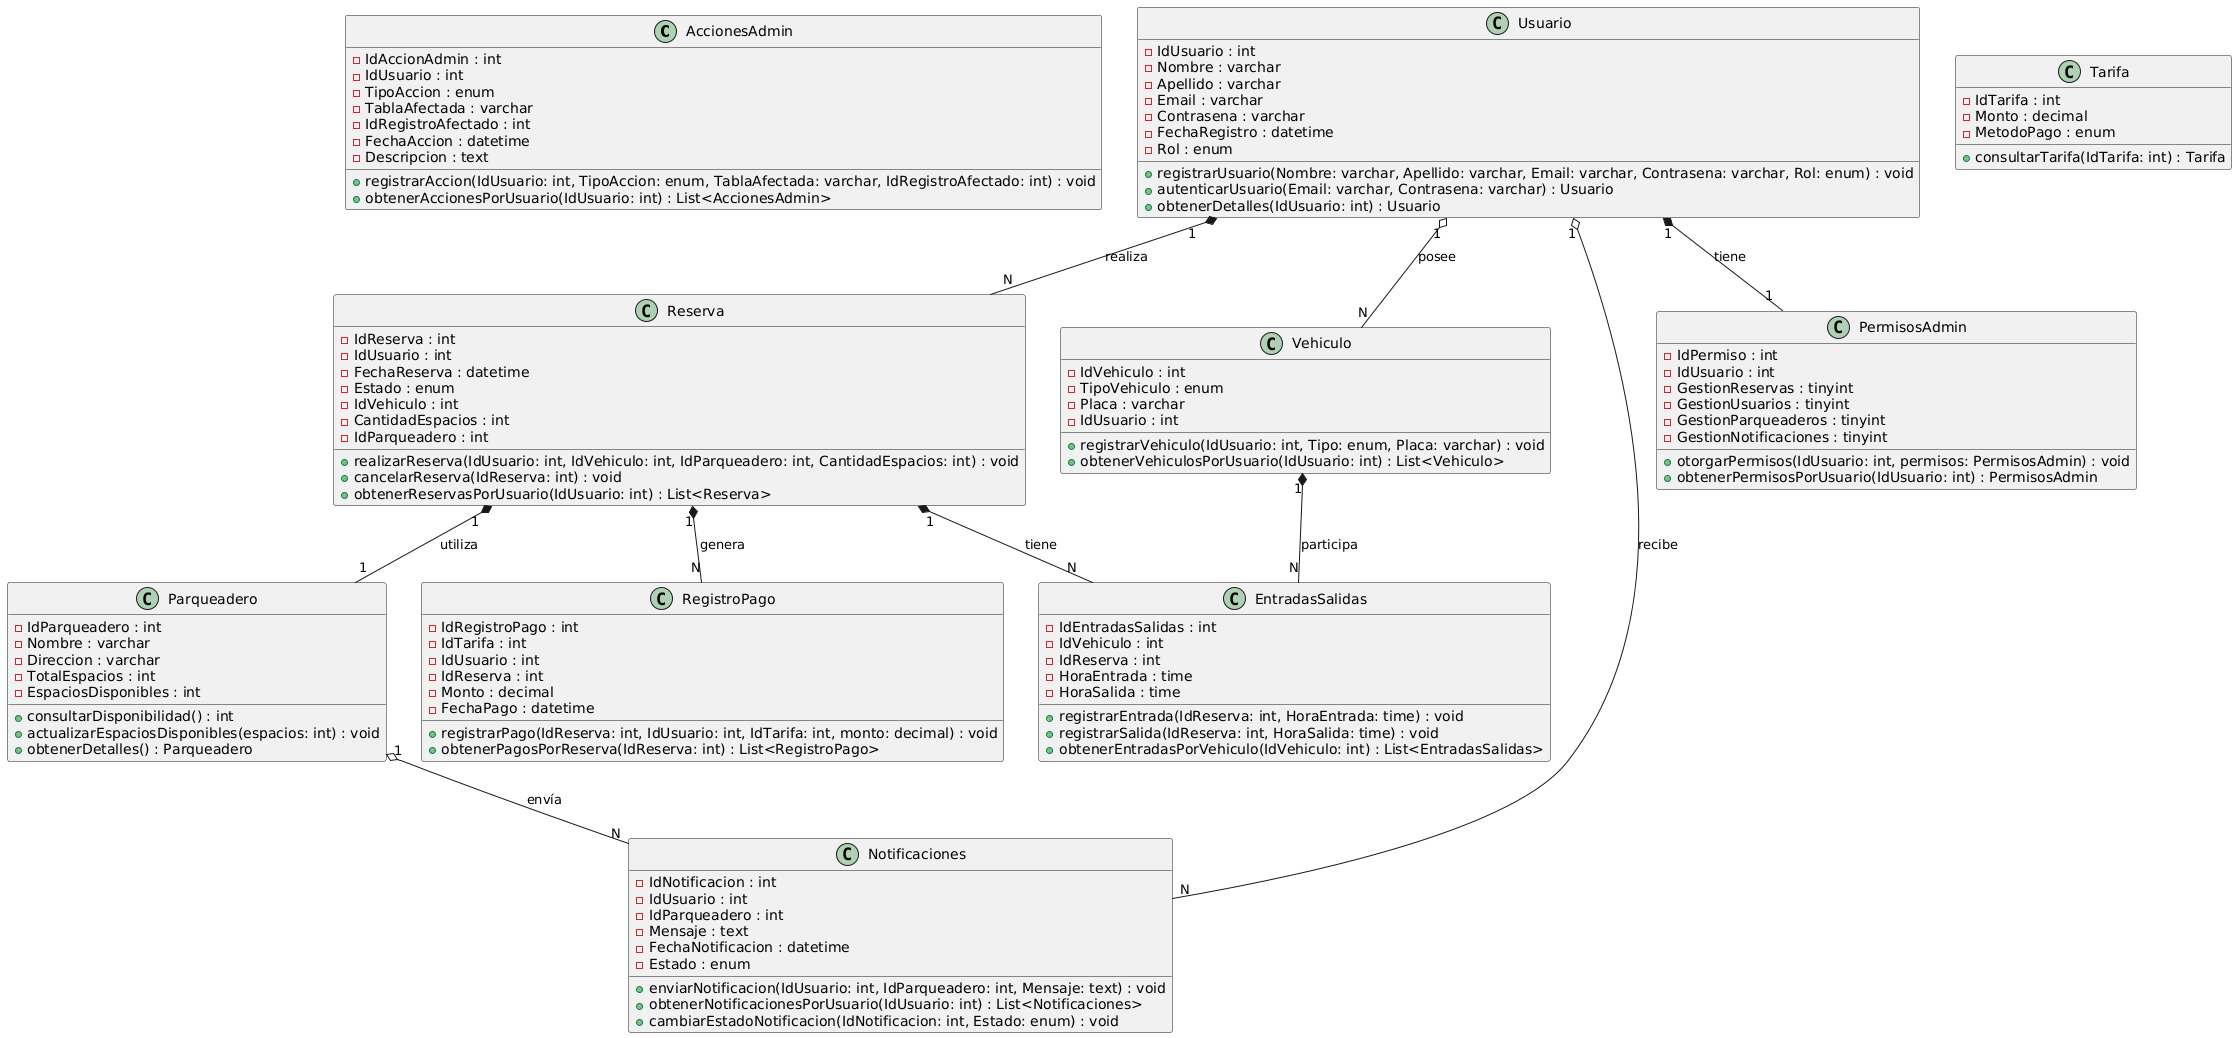 C AccionesAdmin
IdAccionAdmin : int
IdUsuario : int
TipoAccion : enum
TablaAfectada : varchar
IdRegistroAfectado : int
FechaAccion : datetime
Descripcion : text
registrarAccion(IdUsuario: int, TipoAccion: enum, TablaAfectada: varchar, IdRegistroAfectado: int) : void
obtenerAccionesPorUsuario(IdUsuario: int) : List<AccionesAdmin>
C Usuario
IdUsuario : int
Nombre : varchar
Apellido : varchar
Email : varchar
Contrasena : varchar
FechaRegistro : datetime
Rol : enum
registrarUsuario(Nombre: varchar, Apellido: varchar, Email: varchar, Contrasena: varchar, Rol: enum) : void
autenticarUsuario(Email: varchar, Contrasena: varchar) : Usuario
obtenerDetalles(IdUsuario: int) : Usuario
C Tarifa
IdTarifa : int
Monto : decimal
MetodoPago : enum
consultarTarifa(IdTarifa: int) : Tarifa
1
1
1
1
realiza
posee
tiene
N
N
1
C Reserva
IdReserva : int
IdUsuario : int
FechaReserva : datetime
Estado : enum
IdVehiculo : int
CantidadEspacios : int
IdParqueadero : int
realizarReserva(IdUsuario: int, IdVehiculo: int, IdParqueadero: int, CantidadEspacios: int) : void
cancelarReserva(IdReserva: int) : void
obtenerReservasPorUsuario(IdUsuario: int) : List<Reserva>
C Vehiculo
IdVehiculo : int
TipoVehiculo : enum
Placa : varchar
IdUsuario : int
registrarVehiculo(IdUsuario: int, Tipo: enum, Placa: varchar) : void
obtenerVehiculosPorUsuario(IdUsuario: int) : List<Vehiculo>
C PermisosAdmin
IdPermiso : int
IdUsuario : int
GestionReservas : tinyint
GestionUsuarios : tinyint
GestionParqueaderos : tinyint
GestionNotificaciones : tinyint
otorgarPermisos(IdUsuario: int, permisos: PermisosAdmin) : void
obtenerPermisosPorUsuario(IdUsuario: int) : PermisosAdmin
1
1
1
1
utiliza
genera
tiene
participa
recibe
1
N
N
N
C Parqueadero
IdParqueadero : int
Nombre : varchar
Direccion : varchar
TotalEspacios : int
EspaciosDisponibles : int
consultarDisponibilidad() : int
actualizarEspaciosDisponibles(espacios: int) : void
obtenerDetalles() : Parqueadero
C RegistroPago
IdRegistroPago : int
IdTarifa : int
IdUsuario : int
IdReserva : int
Monto : decimal
FechaPago : datetime
registrarPago(IdReserva: int, IdUsuario: int, IdTarifa: int, monto: decimal) : void
obtenerPagosPorReserva(IdReserva: int) : List<RegistroPago>
C EntradasSalidas
IdEntradasSalidas : int
IdVehiculo : int
IdReserva : int
HoraEntrada : time
HoraSalida : time
registrarEntrada(IdReserva: int, HoraEntrada: time) : void
registrarSalida(IdReserva: int, HoraSalida: time) : void
obtenerEntradasPorVehiculo(IdVehiculo: int) : List<EntradasSalidas>
1
envía
N
N
C Notificaciones
IdNotificacion : int
IdUsuario : int
IdParqueadero : int
Mensaje : text
FechaNotificacion : datetime
Estado : enum
enviarNotificacion(IdUsuario: int, IdParqueadero: int, Mensaje: text) : void
obtenerNotificacionesPorUsuario(IdUsuario: int) : List<Notificaciones>
cambiarEstadoNotificacion(IdNotificacion: int, Estado: enum) : void